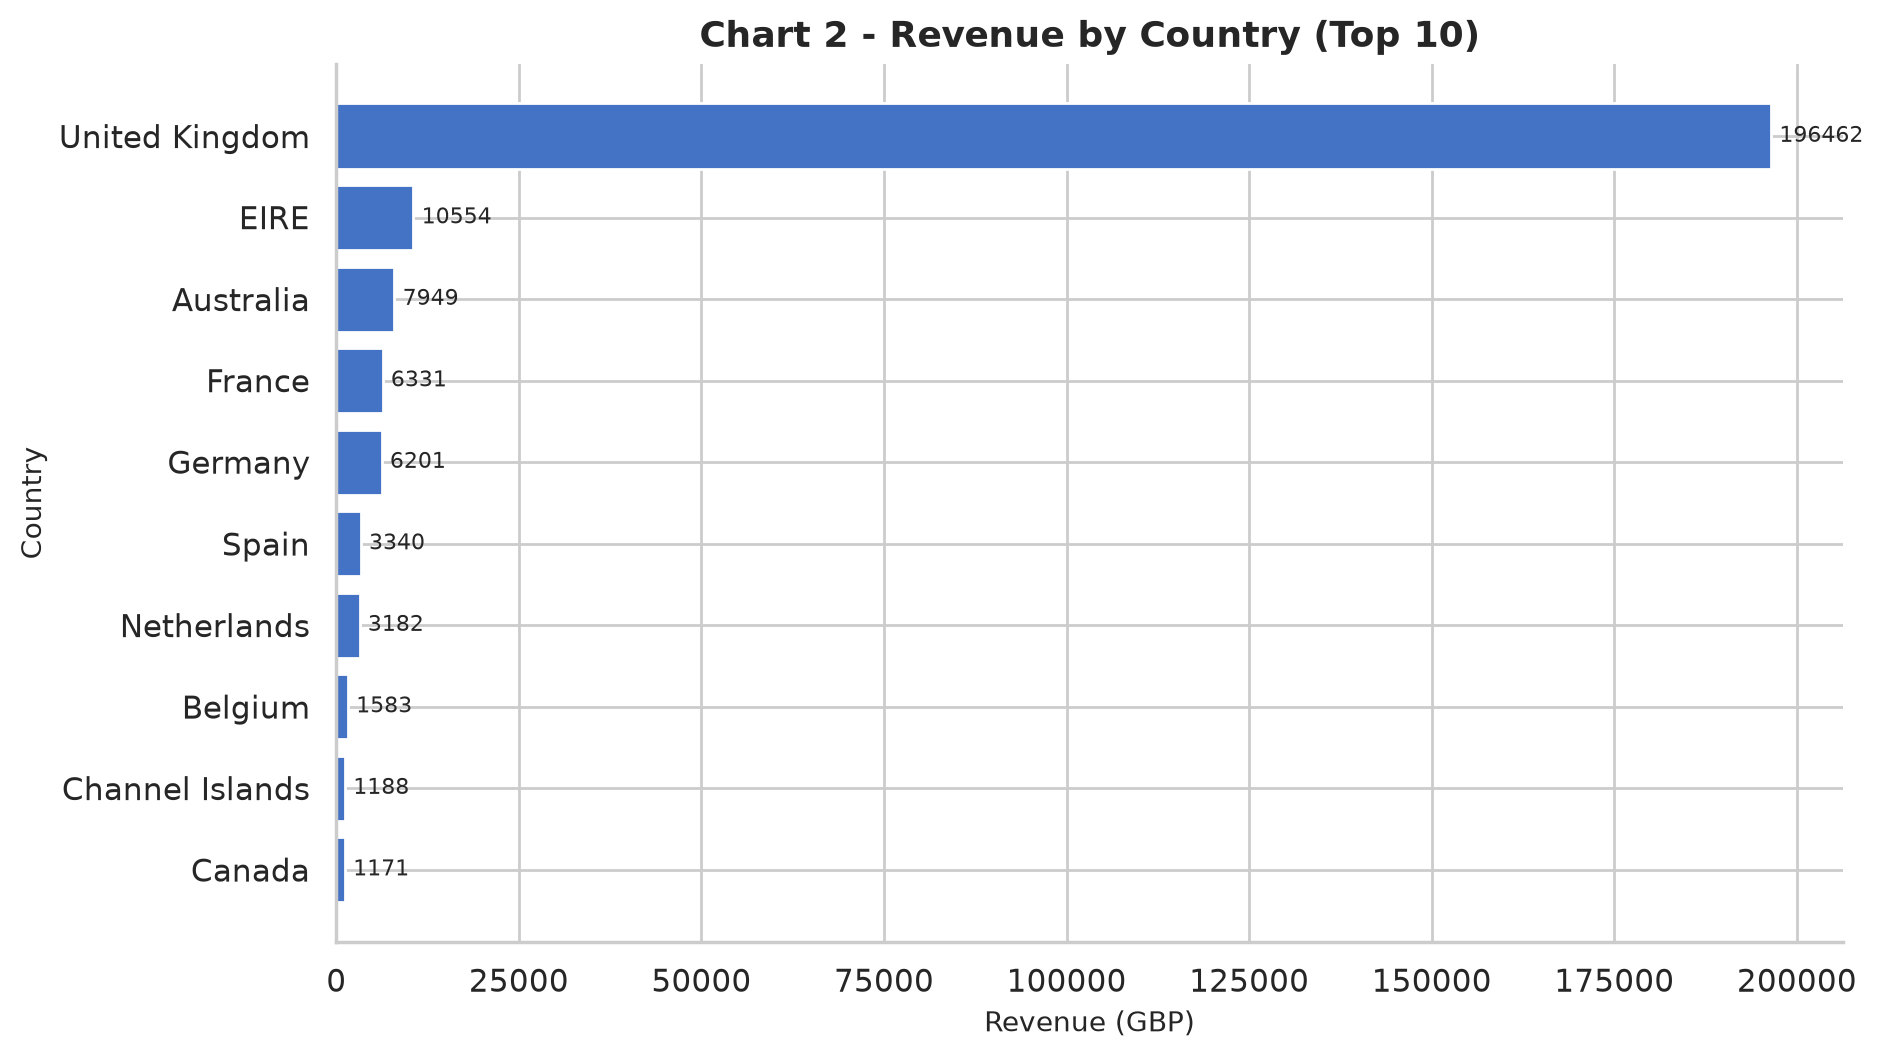 Chart 2 - Revenue by Country (Top 10)
United Kingdom 196462
EIRE 10554
Australia 7949
France 6331
Germany 6201
Spain 3340
Netherlands 3182
Belgium 1583
Channel Islands 1188
Canada 1171
Country
0 25000 50000 75000 100000 125000 150000 175000 200000
Revenue (GBP)